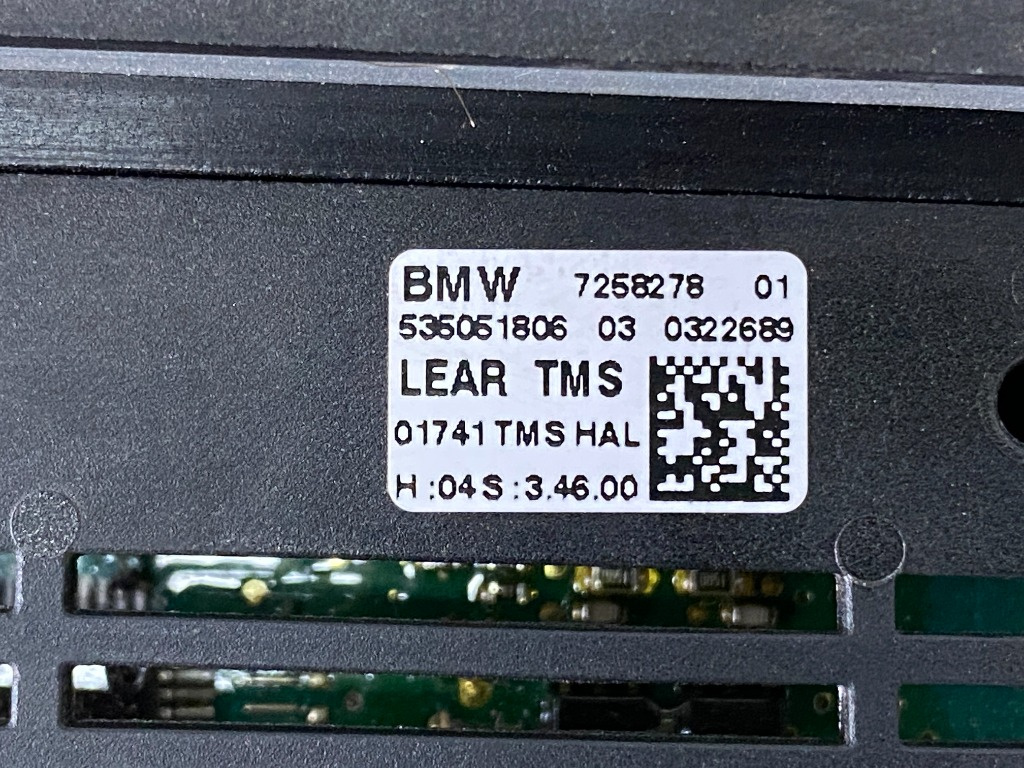 BMW 7258278 01
535051806 03 0322689
LEAR TMS
01741 TMS HAL
H :04 S :3.46.00